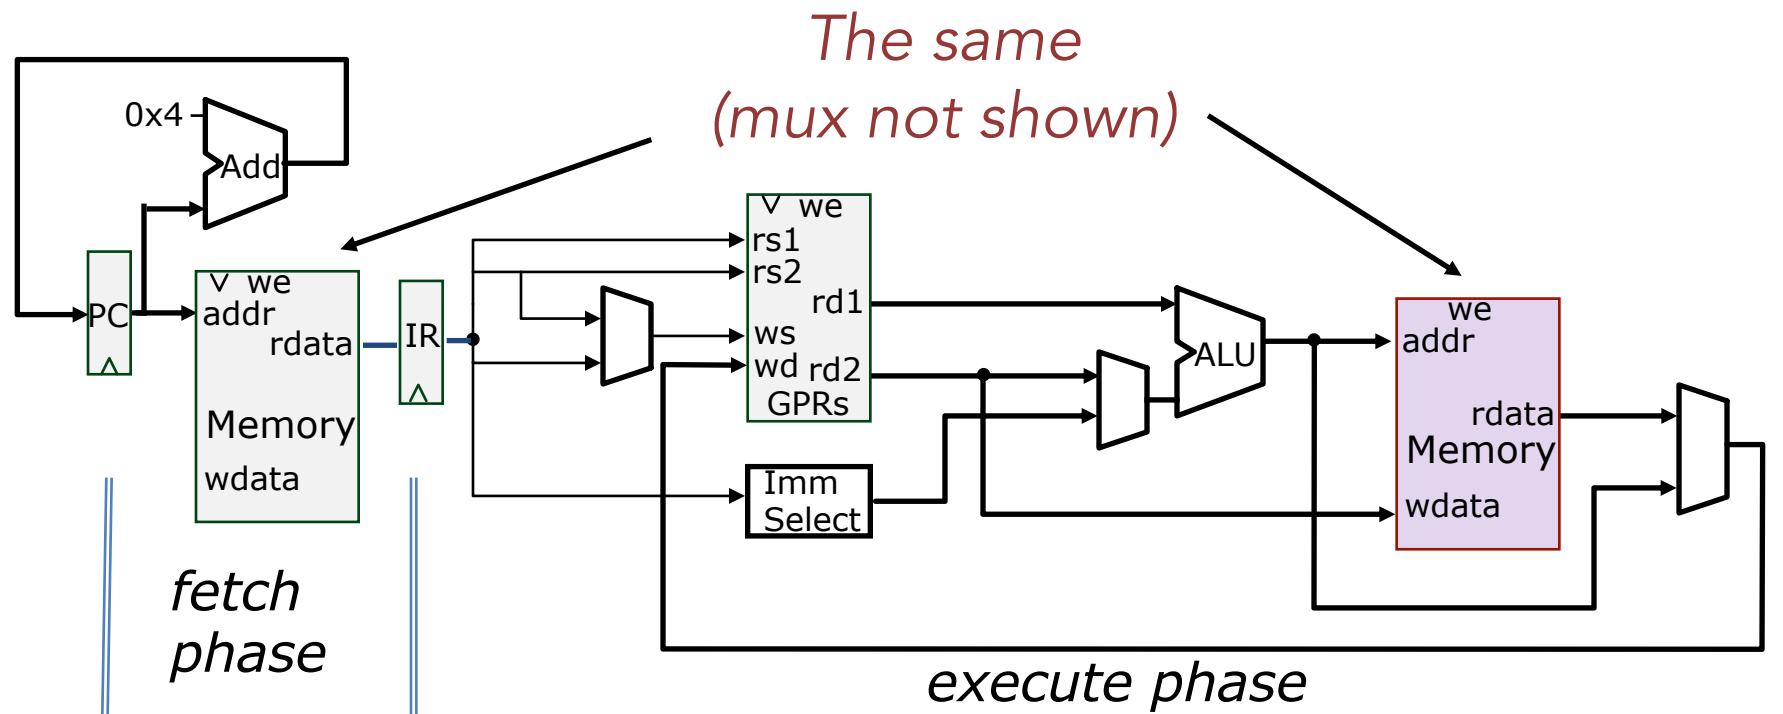 The same
(mux not shown)
0x4
Add
PC
we
addr
rdata
Memory
wdata
IR
we
rs1
rs2
rd1
ws
wd rd2
GPRs
Imm
Select
ALU
we
addr
rdata
Memory
wdata
fetch
phase
execute phase